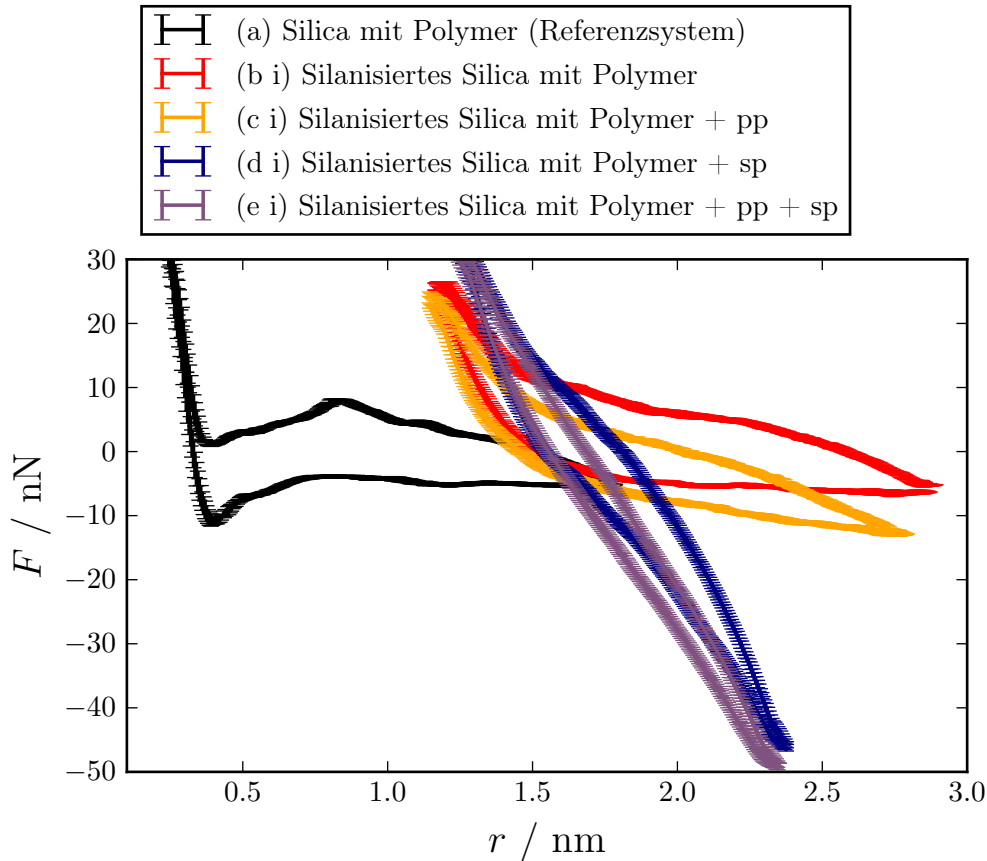 (a) Silica mit Polymer (Referenzsystem)
(b i) Silanisiertes Silica mit Polymer
(c i) Silanisiertes Silica mit Polymer + pp
(d i) Silanisiertes Silica mit Polymer + sp
(e i) Silanisiertes Silica mit Polymer + pp + sp
30
20
10
0
−10
−20
−30
−40
−50
F / nN
0.5 1.0 1.5 2.0 2.5 3.0
r / nm